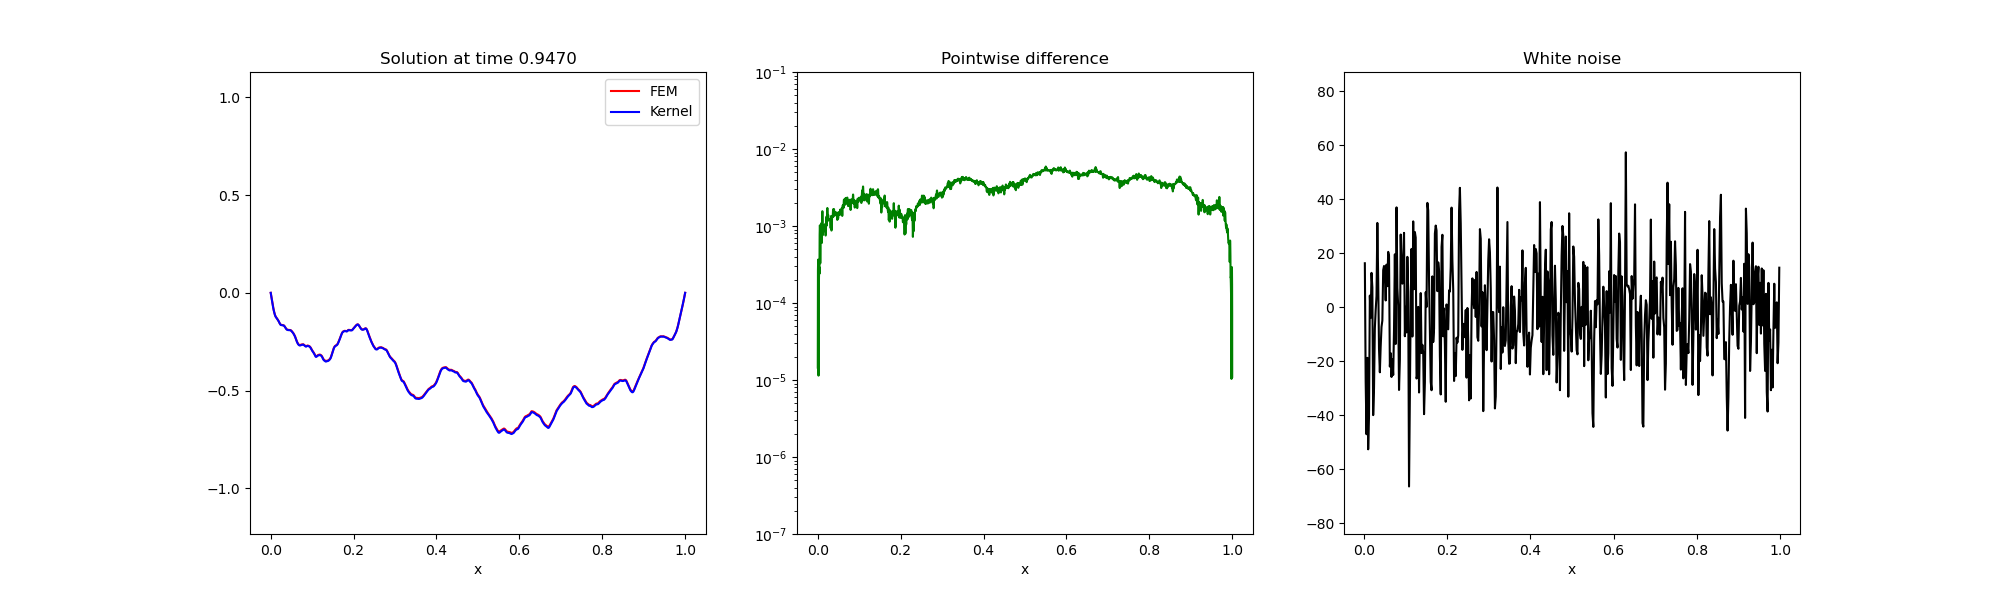 Solution at time 0.9470
1.0
0.5
0.0
−0.5
−1.0
0.0 0.2 0.4 0.6 0.8 1.0
x
FEM
Kernel
Pointwise difference
10⁻¹
10⁻²
10⁻³
10⁻⁴
10⁻⁵
10⁻⁶
10⁻⁷
0.0 0.2 0.4 0.6 0.8 1.0
x
White noise
80
60
40
20
0
−20
−40
−60
−80
0.0 0.2 0.4 0.6 0.8 1.0
x